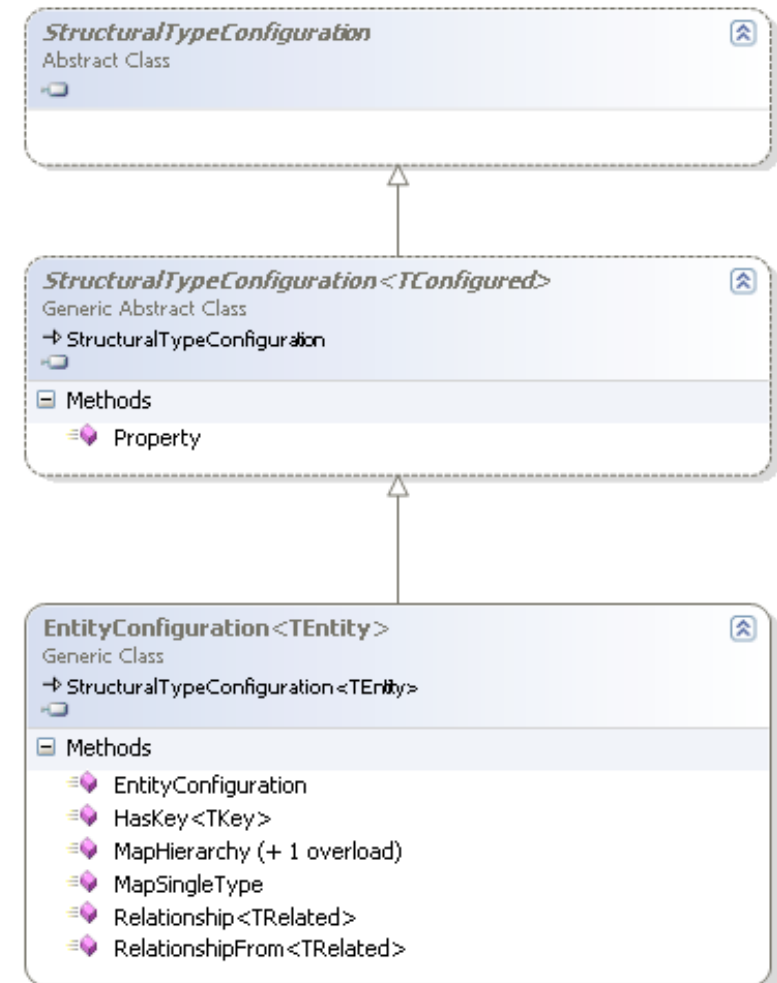 StructuralTypeConfiguration
Abstract Class
StructuralTypeConfiguration<TConfigured>
Generic Abstract Class
StructuralTypeConfiguration
Methods
Property
EntityConfiguration<TEntity>
Generic Class
StructuralTypeConfiguration<TEntity>
Methods
EntityConfiguration
HasKey<TKey>
MapHierarchy (+ 1 overload)
MapSingleType
Relationship<TRelated>
RelationshipFrom<TRelated>